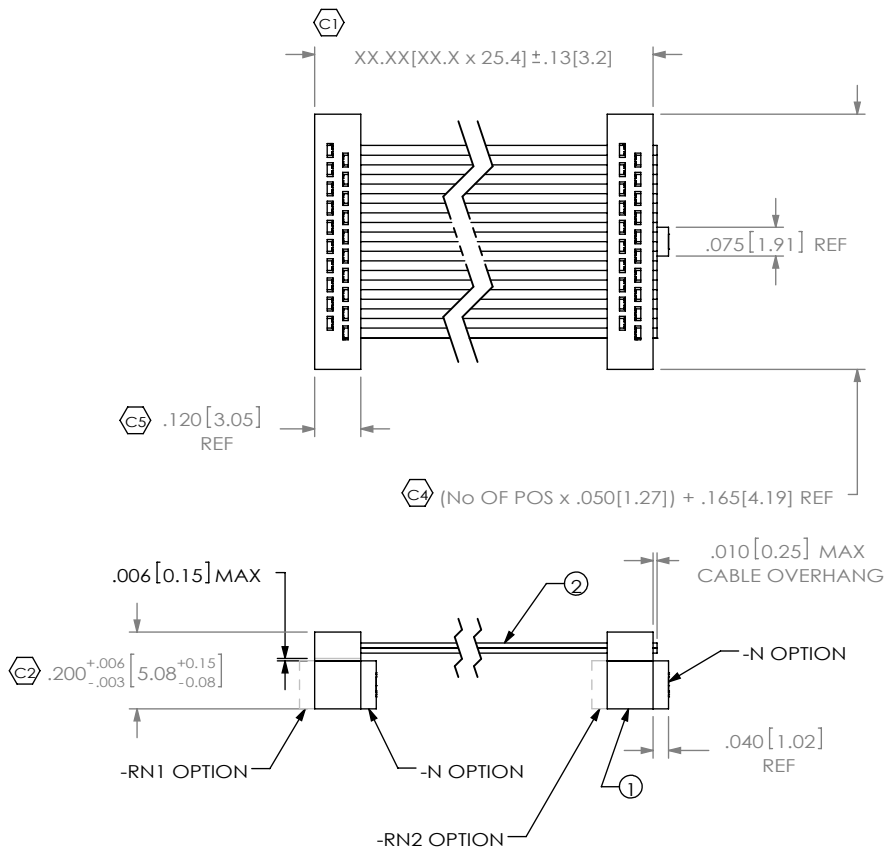 C1
XX.XX[XX.X x 25.4] ±.13[3.2]
.075[1.91] REF
C5 .120[3.05]
REF
C4 (No OF POS x .050[1.27]) + .165[4.19] REF
.006[0.15] MAX
2
.010[0.25] MAX
CABLE OVERHANG
C2 .200 +.006 -.003 [5.08 +0.15 -0.08]
-N OPTION
-RN1 OPTION
-N OPTION
.040[1.02]
REF
1
-RN2 OPTION